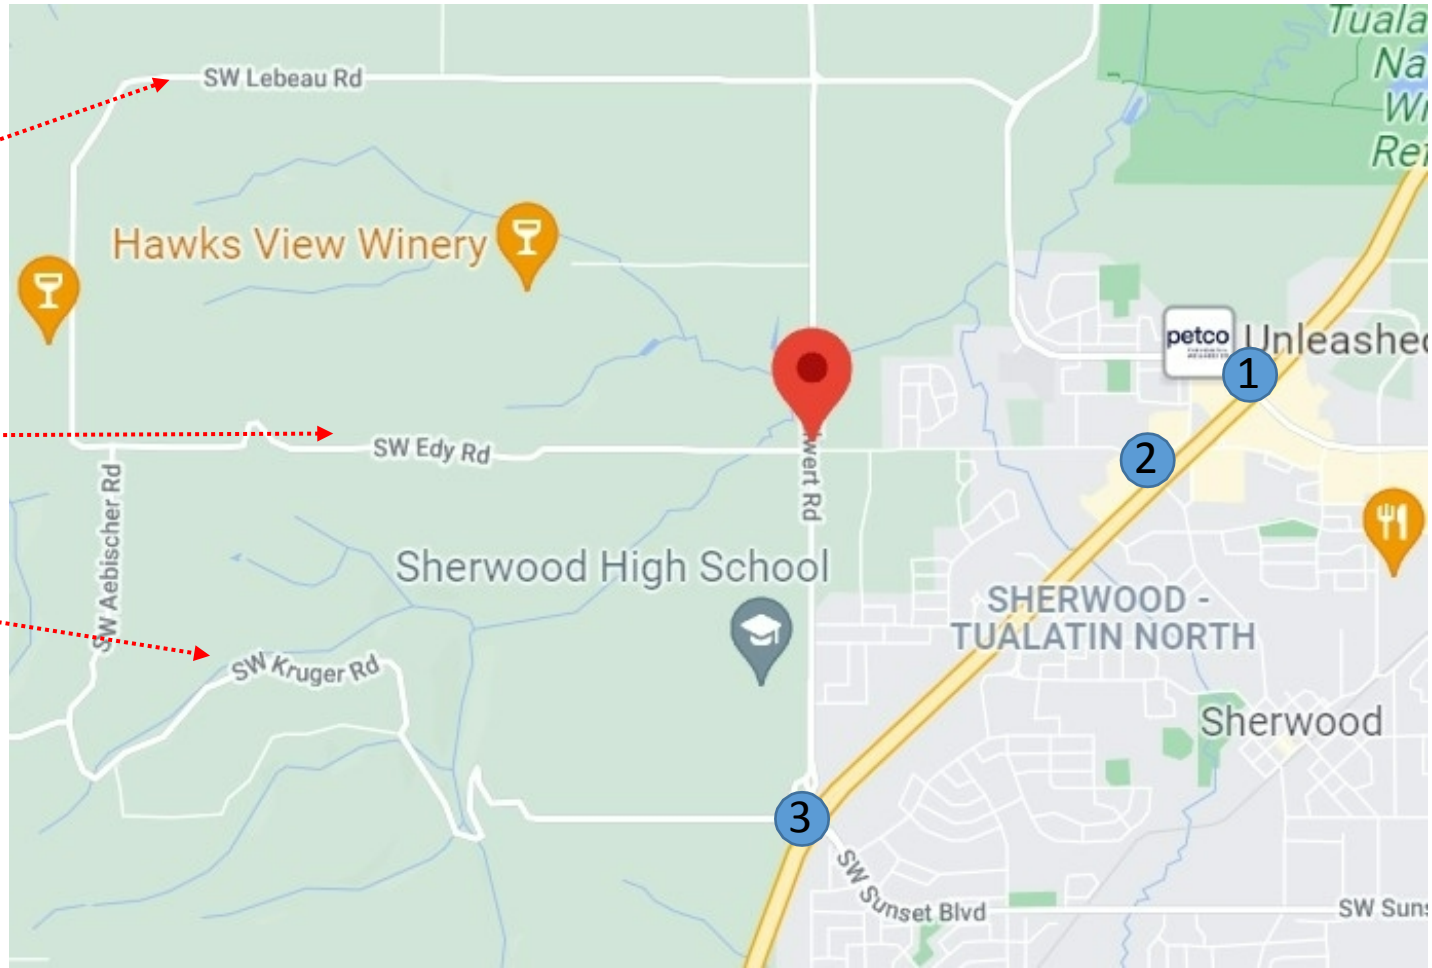 Tuala
Na
Wi
Ref
SW Lebeau Rd
Hawks View Winery
petco
Unleashed
1
SW Edy Rd
wert Rd
2
SW Aebischer Rd
Sherwood High School
SHERWOOD -
TUALATIN NORTH
SW Kruger Rd
Sherwood
3
SW Sunset Blvd
SW Suns